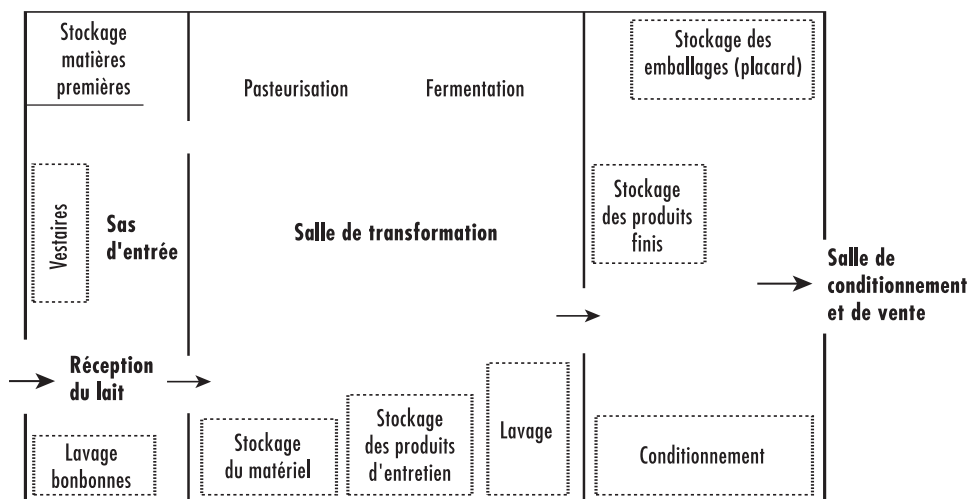 Stockage
matières
premières
Pasteurisation
Fermentation
Stockage des
emballages (placard)
Vestiaires
Sas
d'entrée
Salle de transformation
Stockage
des produits
finis
Salle de
conditionnement
et de vente
Réception
du lait
Lavage
bonbonnes
Stockage
du matériel
Stockage
des produits
d'entretien
Lavage
Conditionnement